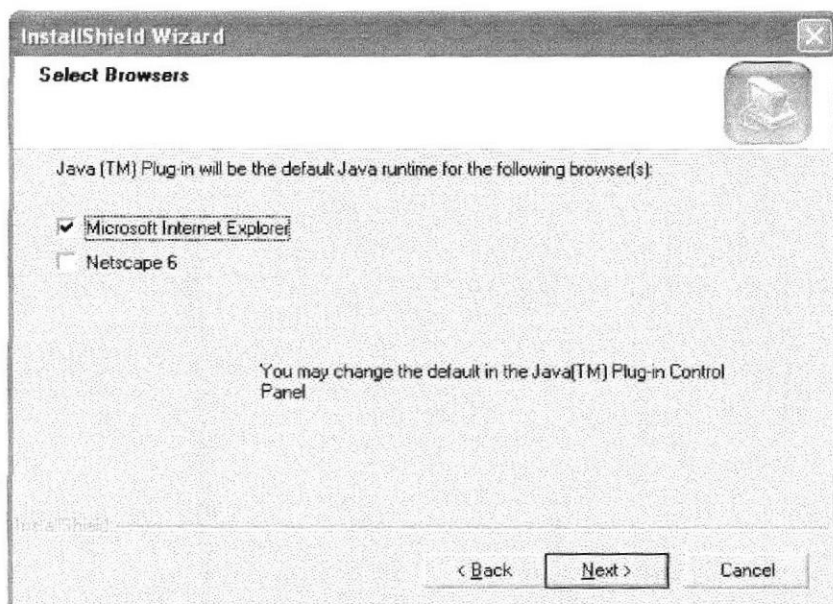 InstallShield Wizard
Select Browsers
Java (TM) Plug-in will be the default Java runtime for the following browser(s):
Microsoft Internet Explorer
Netscape 6
You may change the default in the Java(TM) Plug-in Control
Panel
InstallShield
< Back Next > Cancel